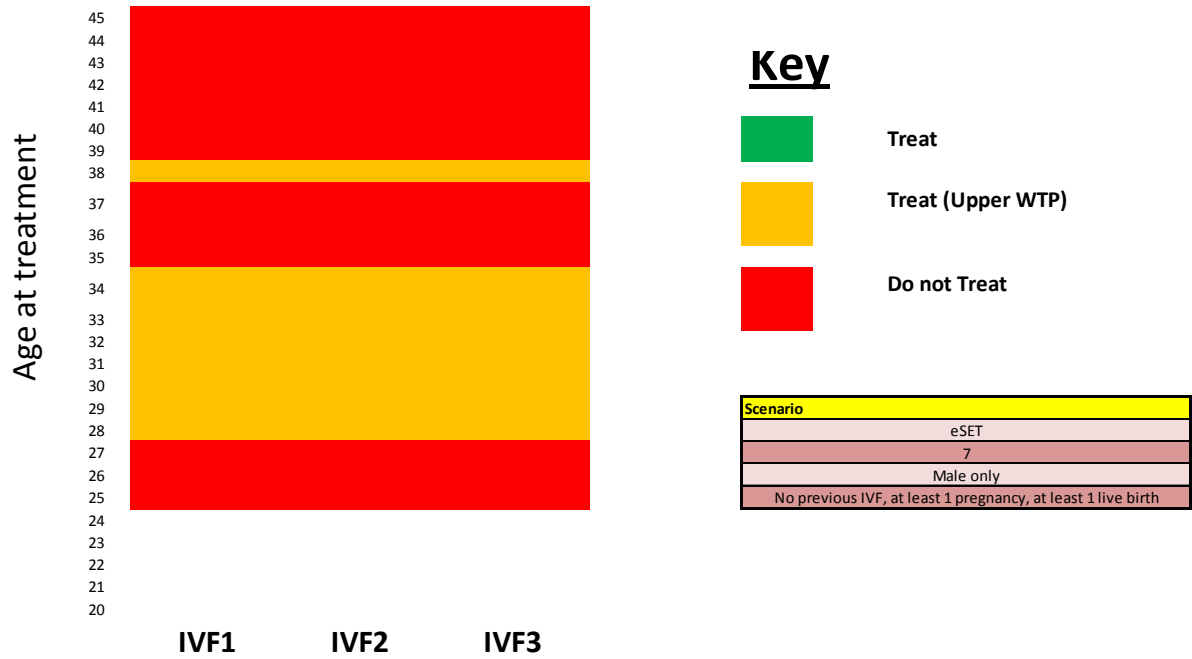 45
44
43
42
41
40
39
38
37
36
35
34
33
32
31
30
29
28
27
26
25
24
23
22
21
20
Age at treatment
IVF1 IVF2 IVF3
Key
Treat
Treat (Upper WTP)
Do not Treat
Scenario
eSET
7
Male only
No previous IVF, at least 1 pregnancy, at least 1 live birth